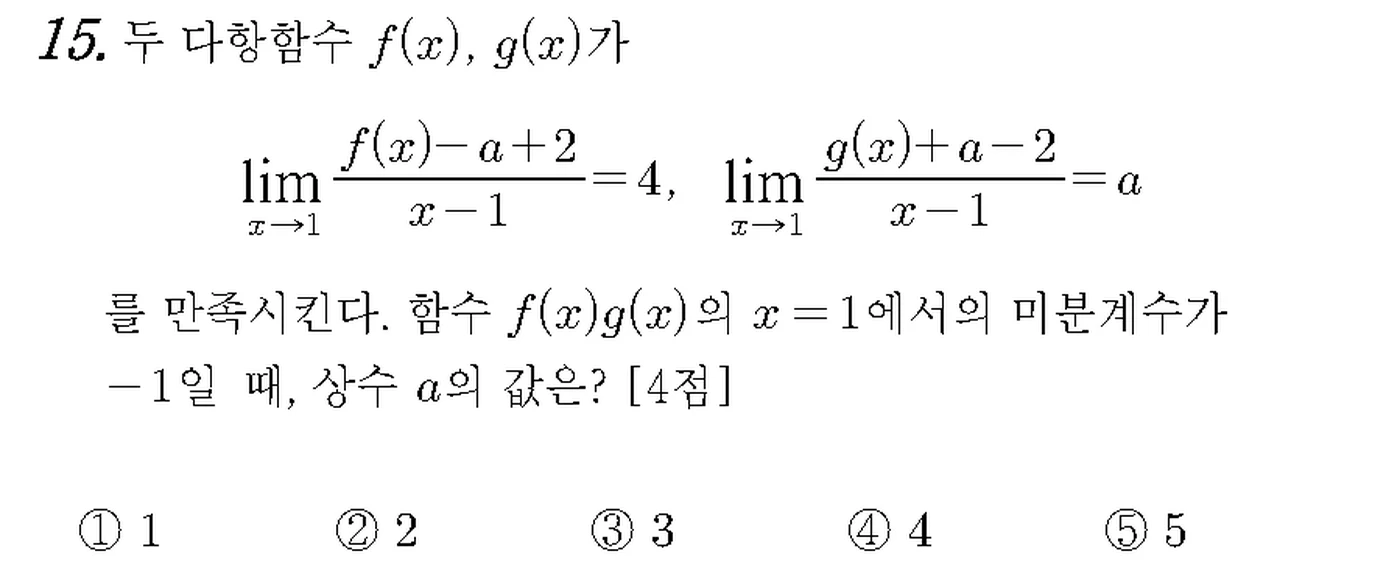 15. 두 다항함수 f(x), g(x)가
lim_{x→1} \frac{f(x)-a+2}{x-1} = 4, lim_{x→1} \frac{g(x)+a-2}{x-1} = a
를 만족시킨다. 함수 f(x)g(x)의 x=1에서의 미분계수가
-1일 때, 상수 a의 값은? [4점]
① 1 ② 2 ③ 3 ④ 4 ⑤ 5